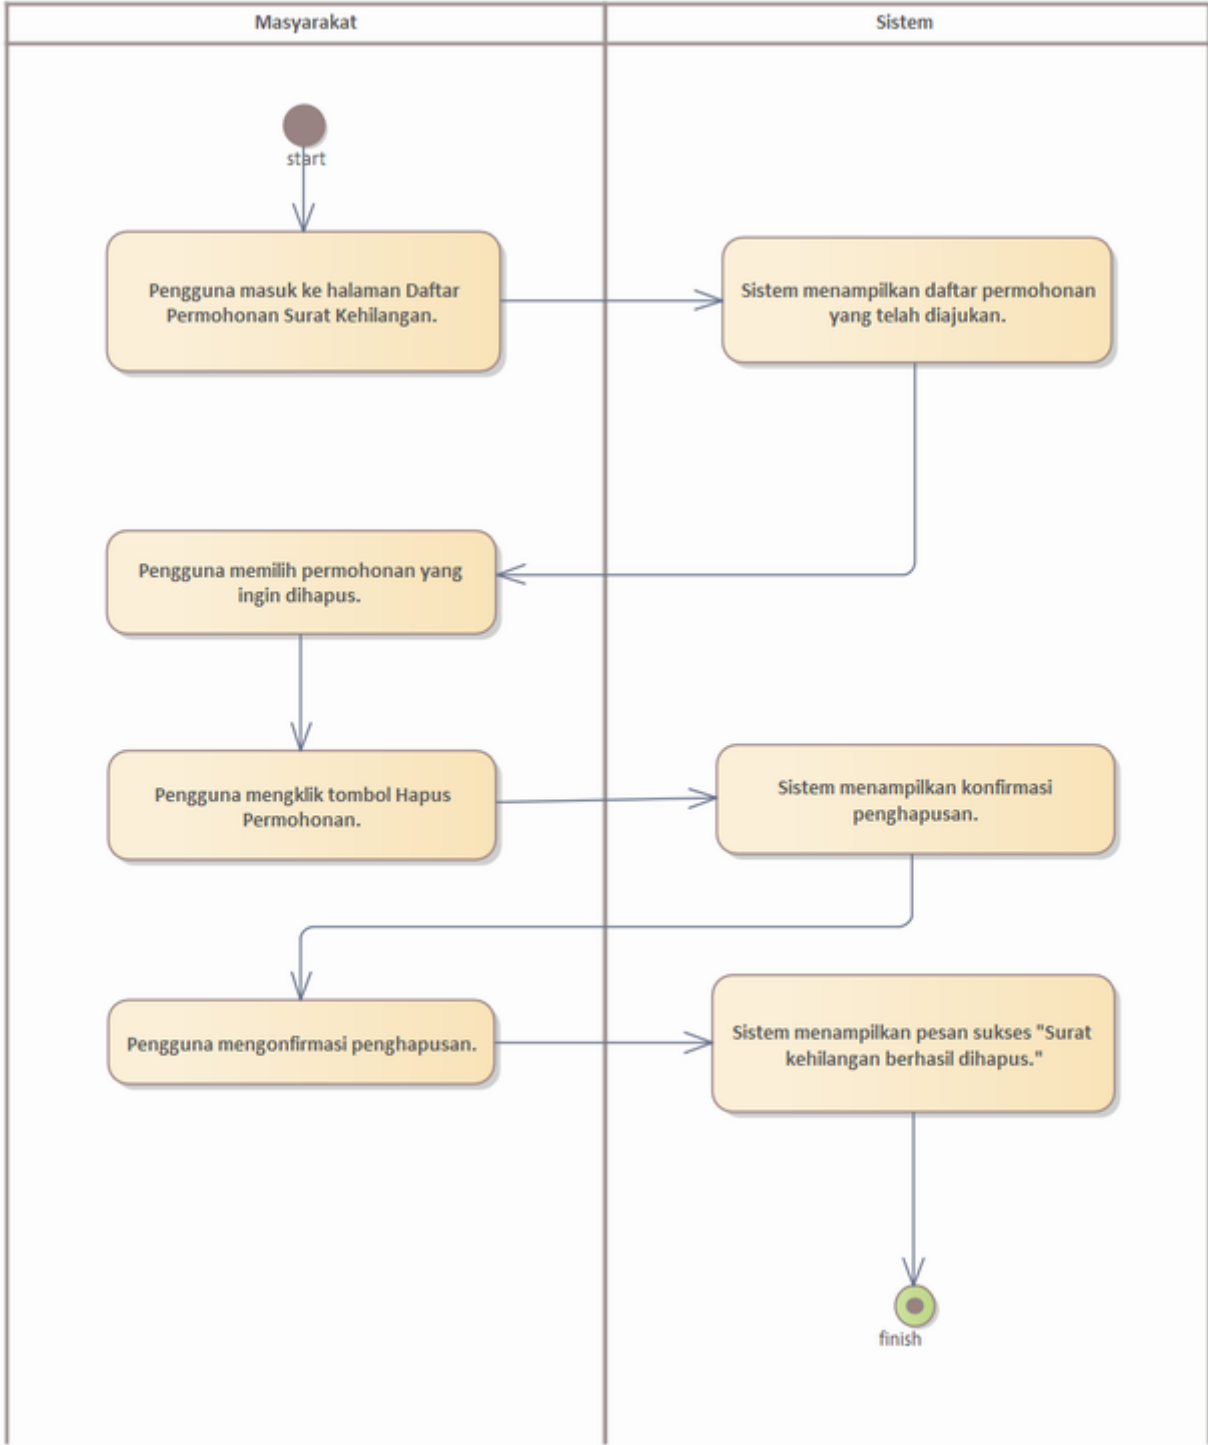 Masyarakat
Sistem
start
Pengguna masuk ke halaman Daftar
Permohonan Surat Kehilangan.
Sistem menampilkan daftar permohonan
yang telah diajukan.
Pengguna memilih permohonan yang
ingin dihapus.
Pengguna mengklik tombol Hapus
Permohonan.
Sistem menampilkan konfirmasi
penghapusan.
Pengguna mengonfirmasi penghapusan.
Sistem menampilkan pesan sukses "Surat
kehilangan berhasil dihapus."
finish